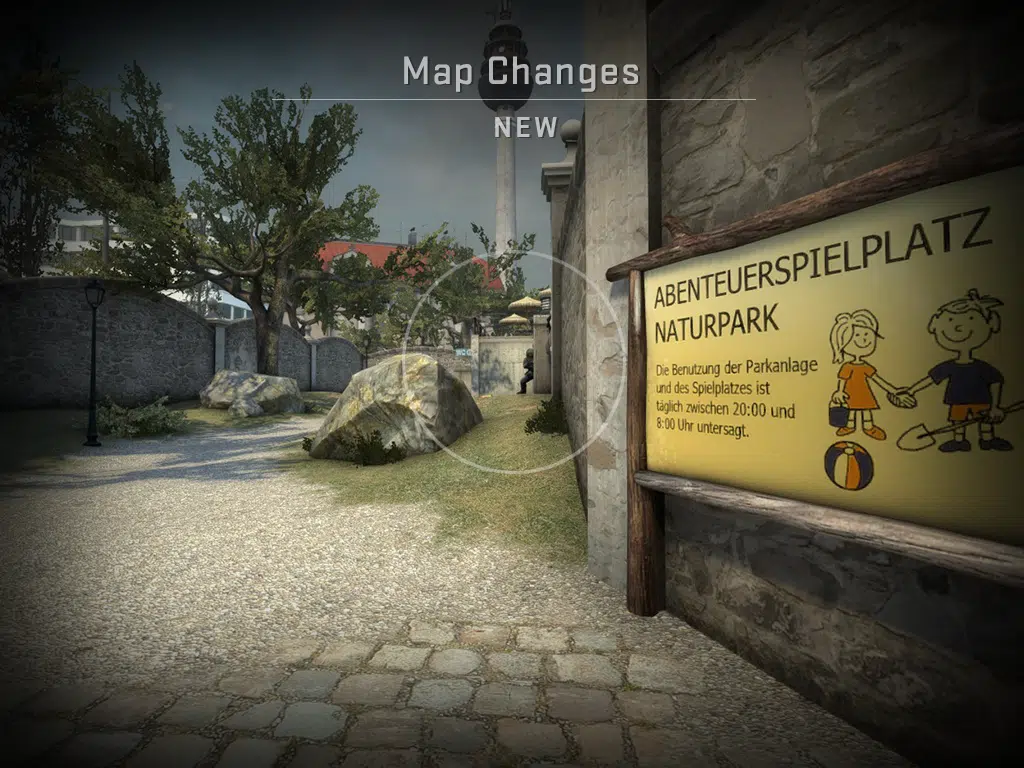 Map Changes
NEW
ABENTEUERSPIELPLATZ
NATURPARK
Die Benutzung der Parkanlage
und des Spielplatzes ist
täglich zwischen 20:00 und
8:00 Uhr untersagt.